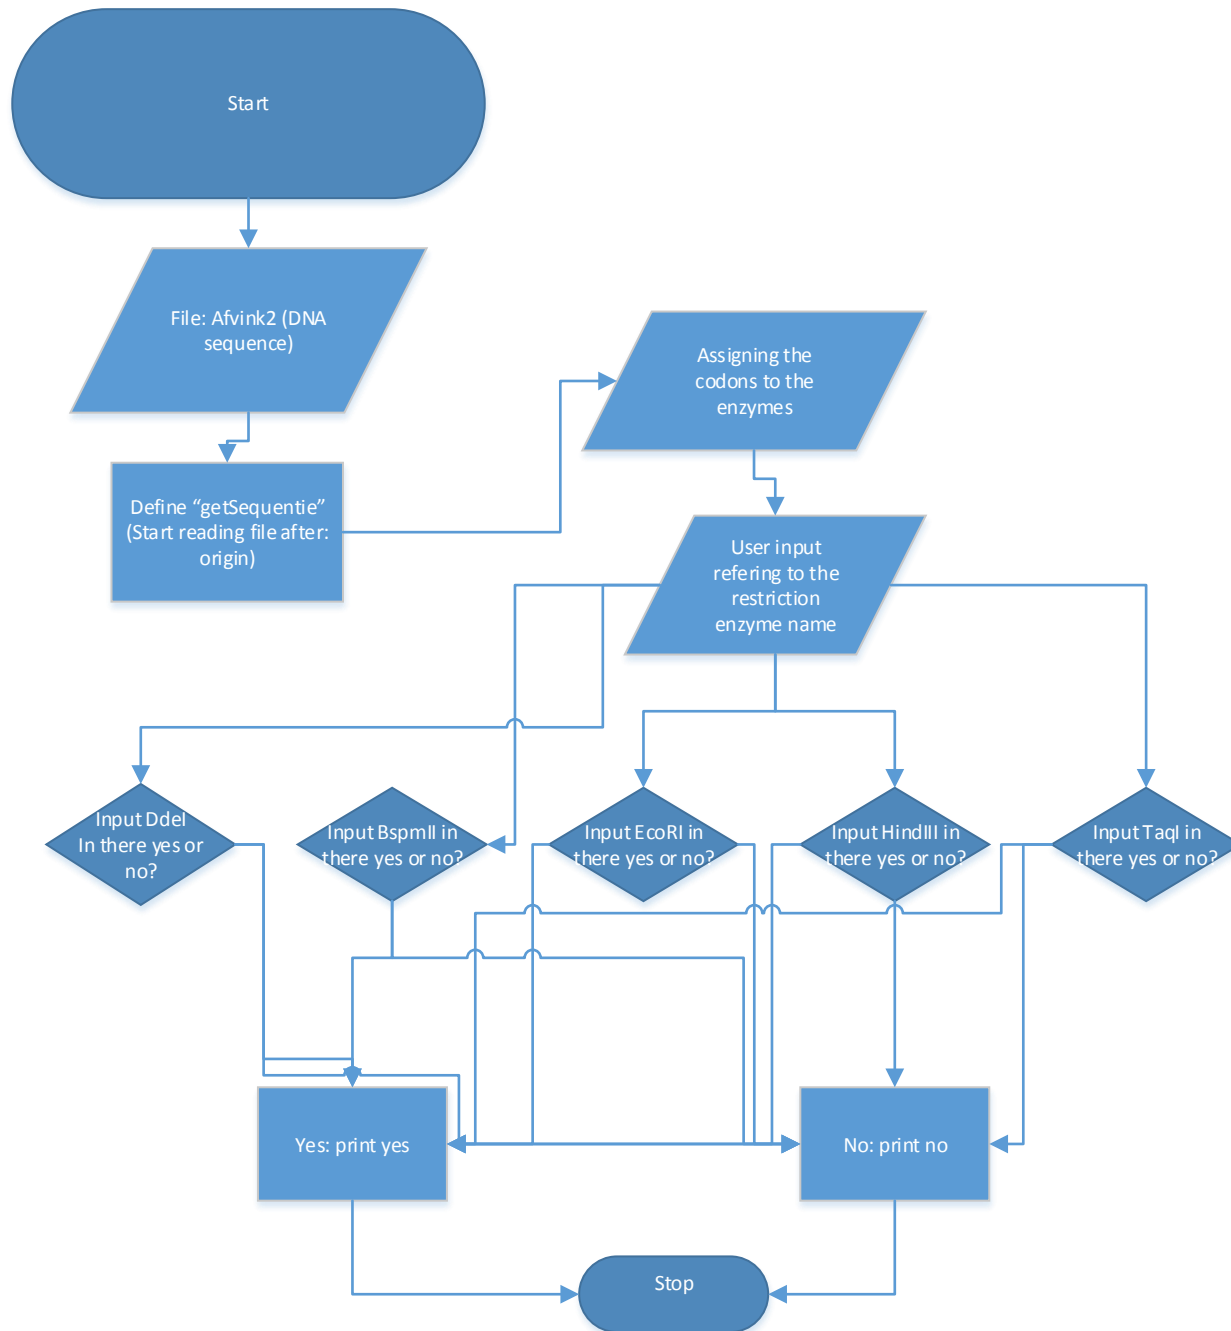 Start
File: Afvink2 (DNA
sequence)
Define “getSequentie”
(Start reading file after:
origin)
Assigning the
codons to the
enzymes
User input
refering to the
restriction
enzyme name
Input DdeI
In there yes or
no?
Input BspmII in
there yes or no?
Input EcoRI in
there yes or no?
Input HindIII in
there yes or no?
Input TaqI in
there yes or no?
Yes: print yes
No: print no
Stop